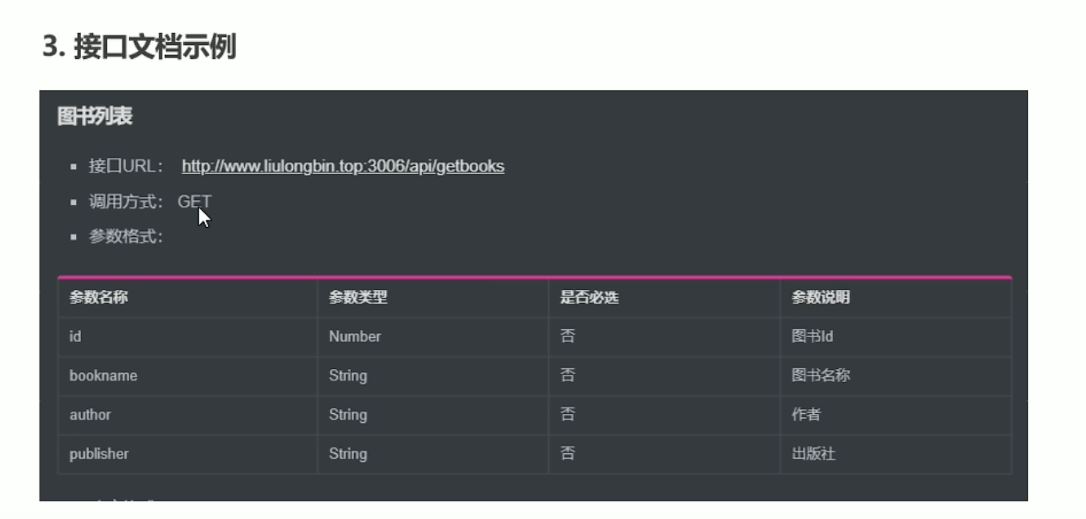 3. 接口文档示例
图书列表
接口URL： http://www.liulongbin.top:3006/api/getbooks
调用方式： GET
参数格式：
参数名称 参数类型 是否必选 参数说明
id Number 否 图书Id
bookname String 否 图书名称
author String 否 作者
publisher String 否 出版社